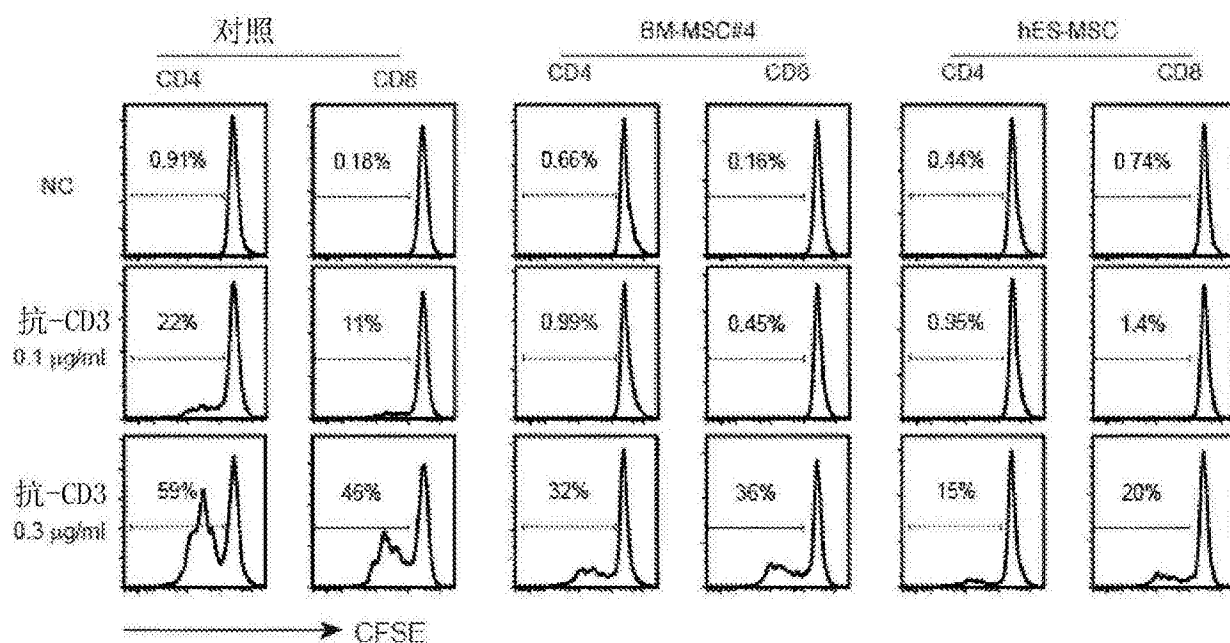 对照 BM-MSC#4 hES-MSC
CD4 CD8 CD4 CD8 CD4 CD8
NC 0.91% 0.18% 0.66% 0.16% 0.44% 0.74%
抗-CD3
0.1 µg/ml
22% 11% 0.99% 0.45% 0.95% 1.4%
抗-CD3
0.3 µg/ml
59% 46% 32% 36% 15% 20%
CFSE